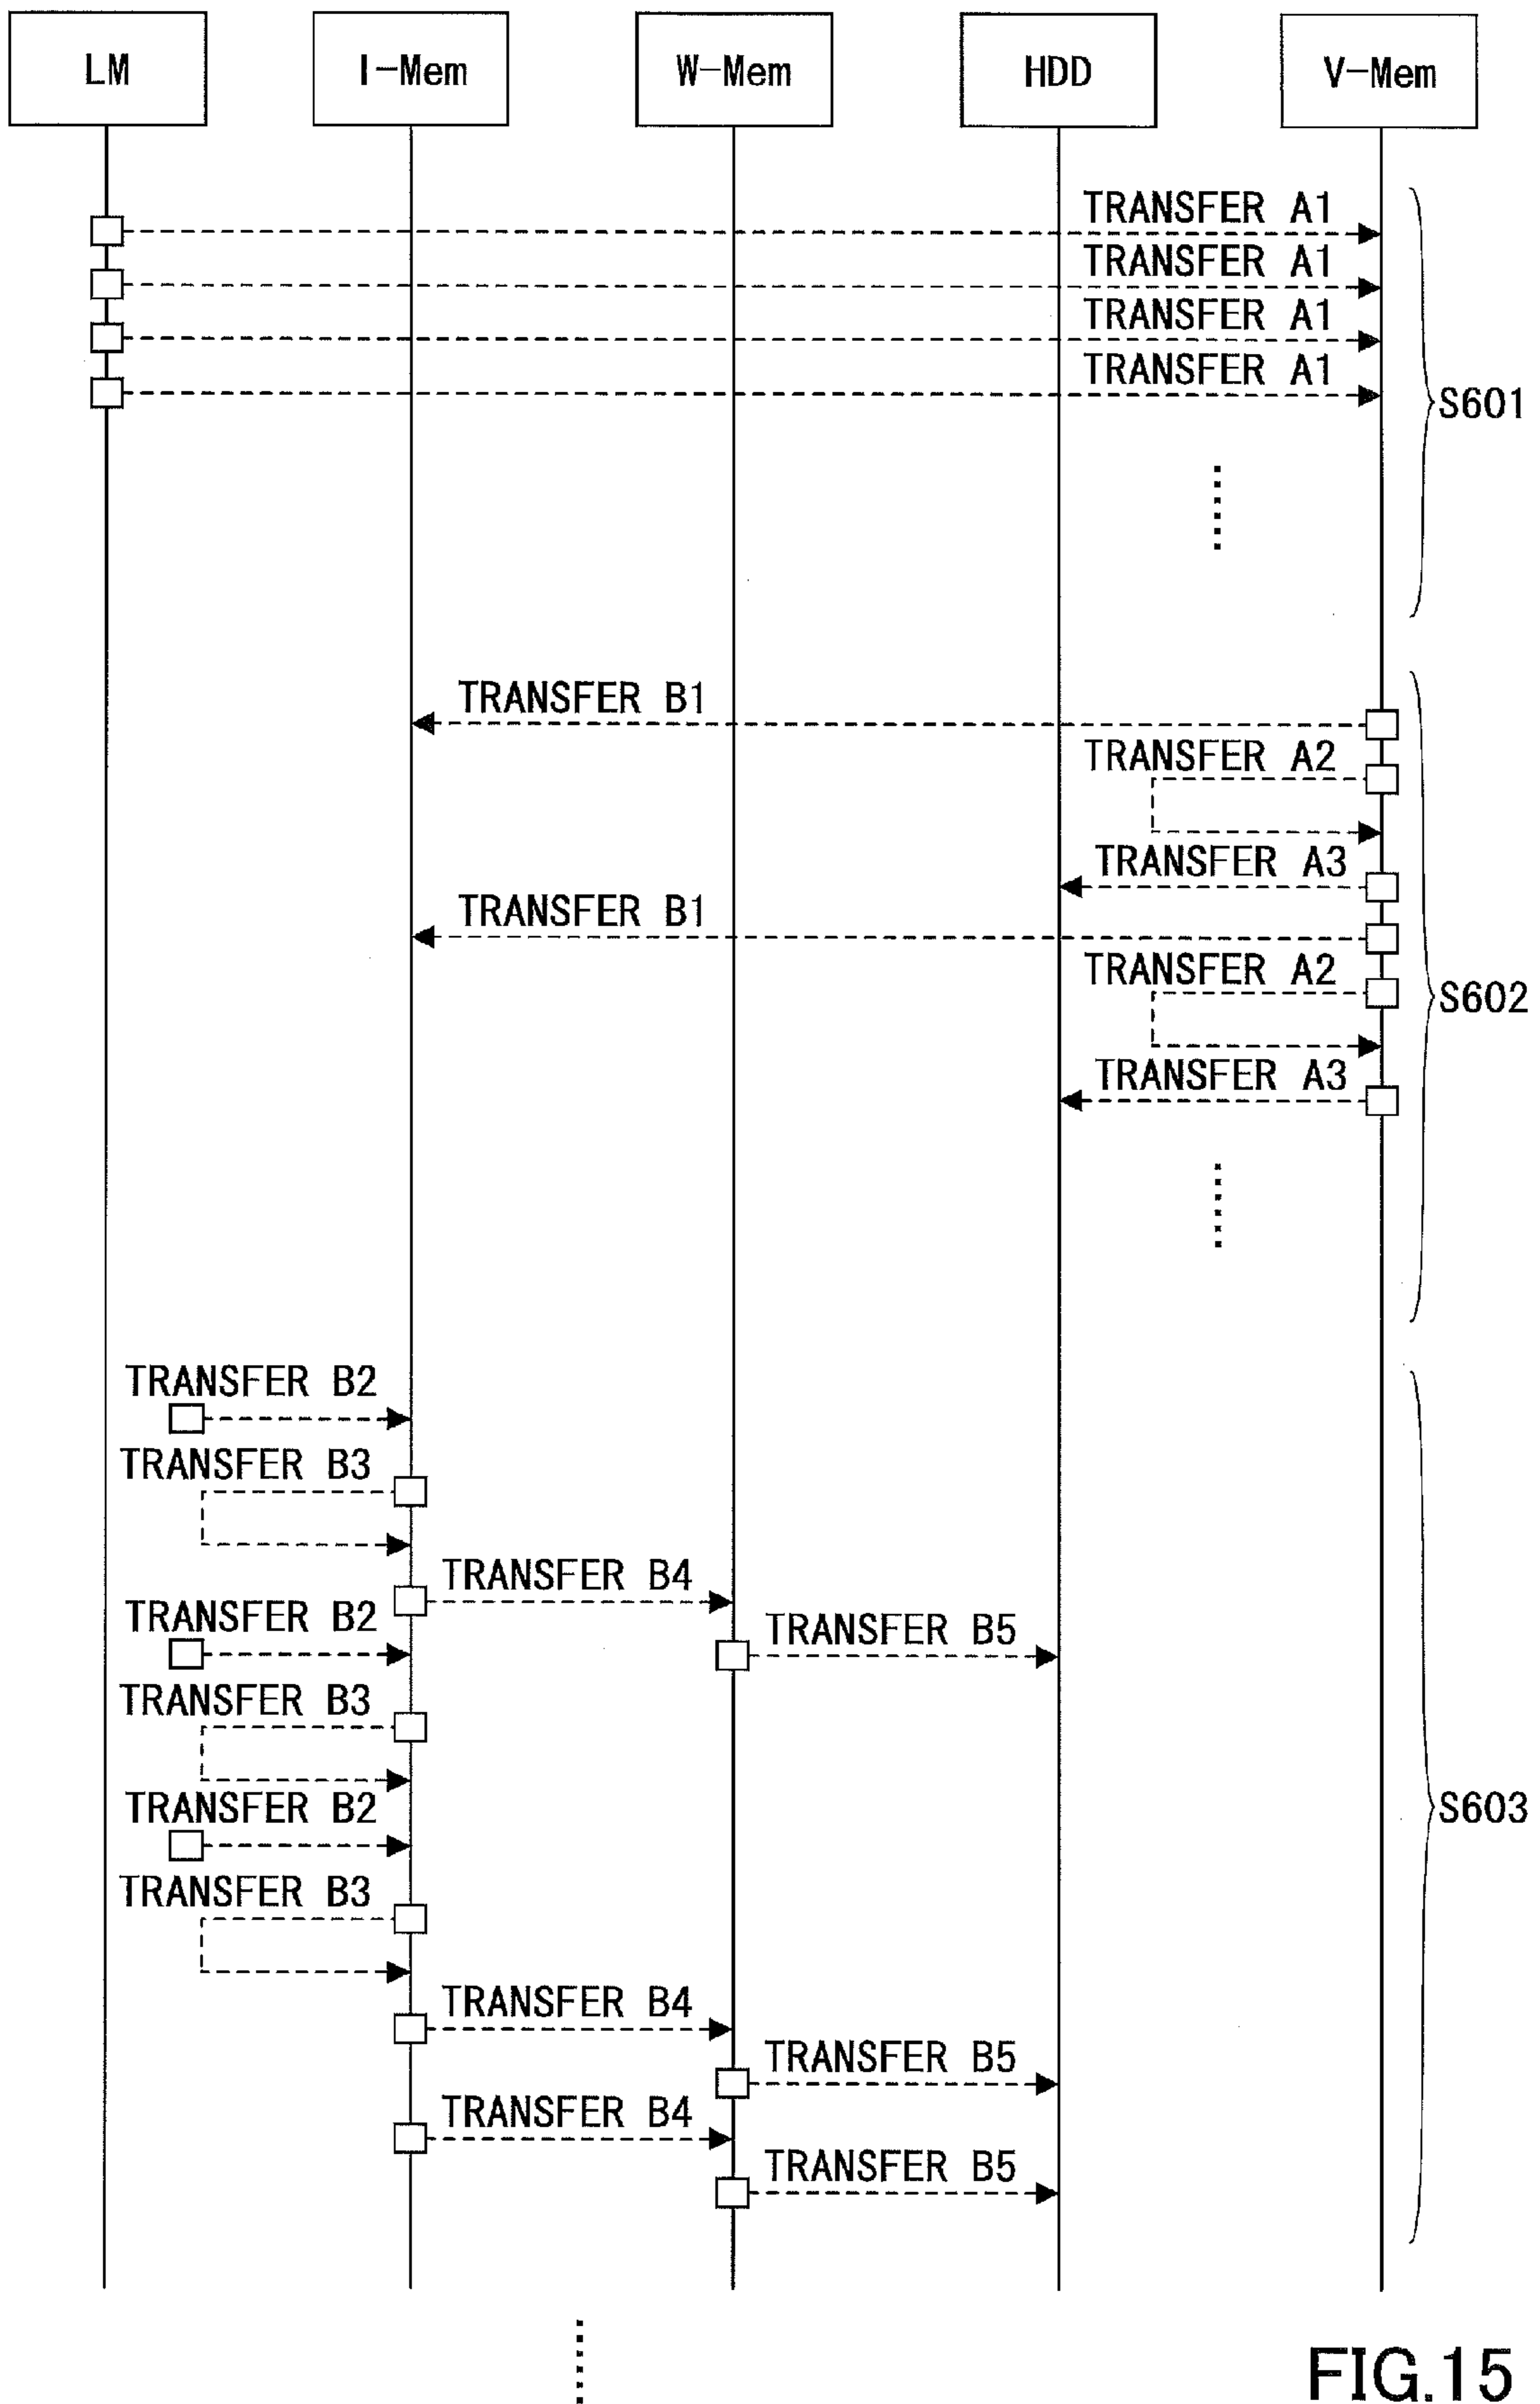 LM I-Mem W-Mem HDD V-Mem
TRANSFER A1
TRANSFER A1
TRANSFER A1
TRANSFER A1
S601
TRANSFER B1
TRANSFER A2
TRANSFER A3
TRANSFER B1
TRANSFER A2
S602
TRANSFER A3
TRANSFER B2
TRANSFER B3
TRANSFER B4
TRANSFER B2
TRANSFER B5
TRANSFER B3
TRANSFER B2
S603
TRANSFER B3
TRANSFER B4
TRANSFER B5
TRANSFER B4
TRANSFER B5
FIG.15